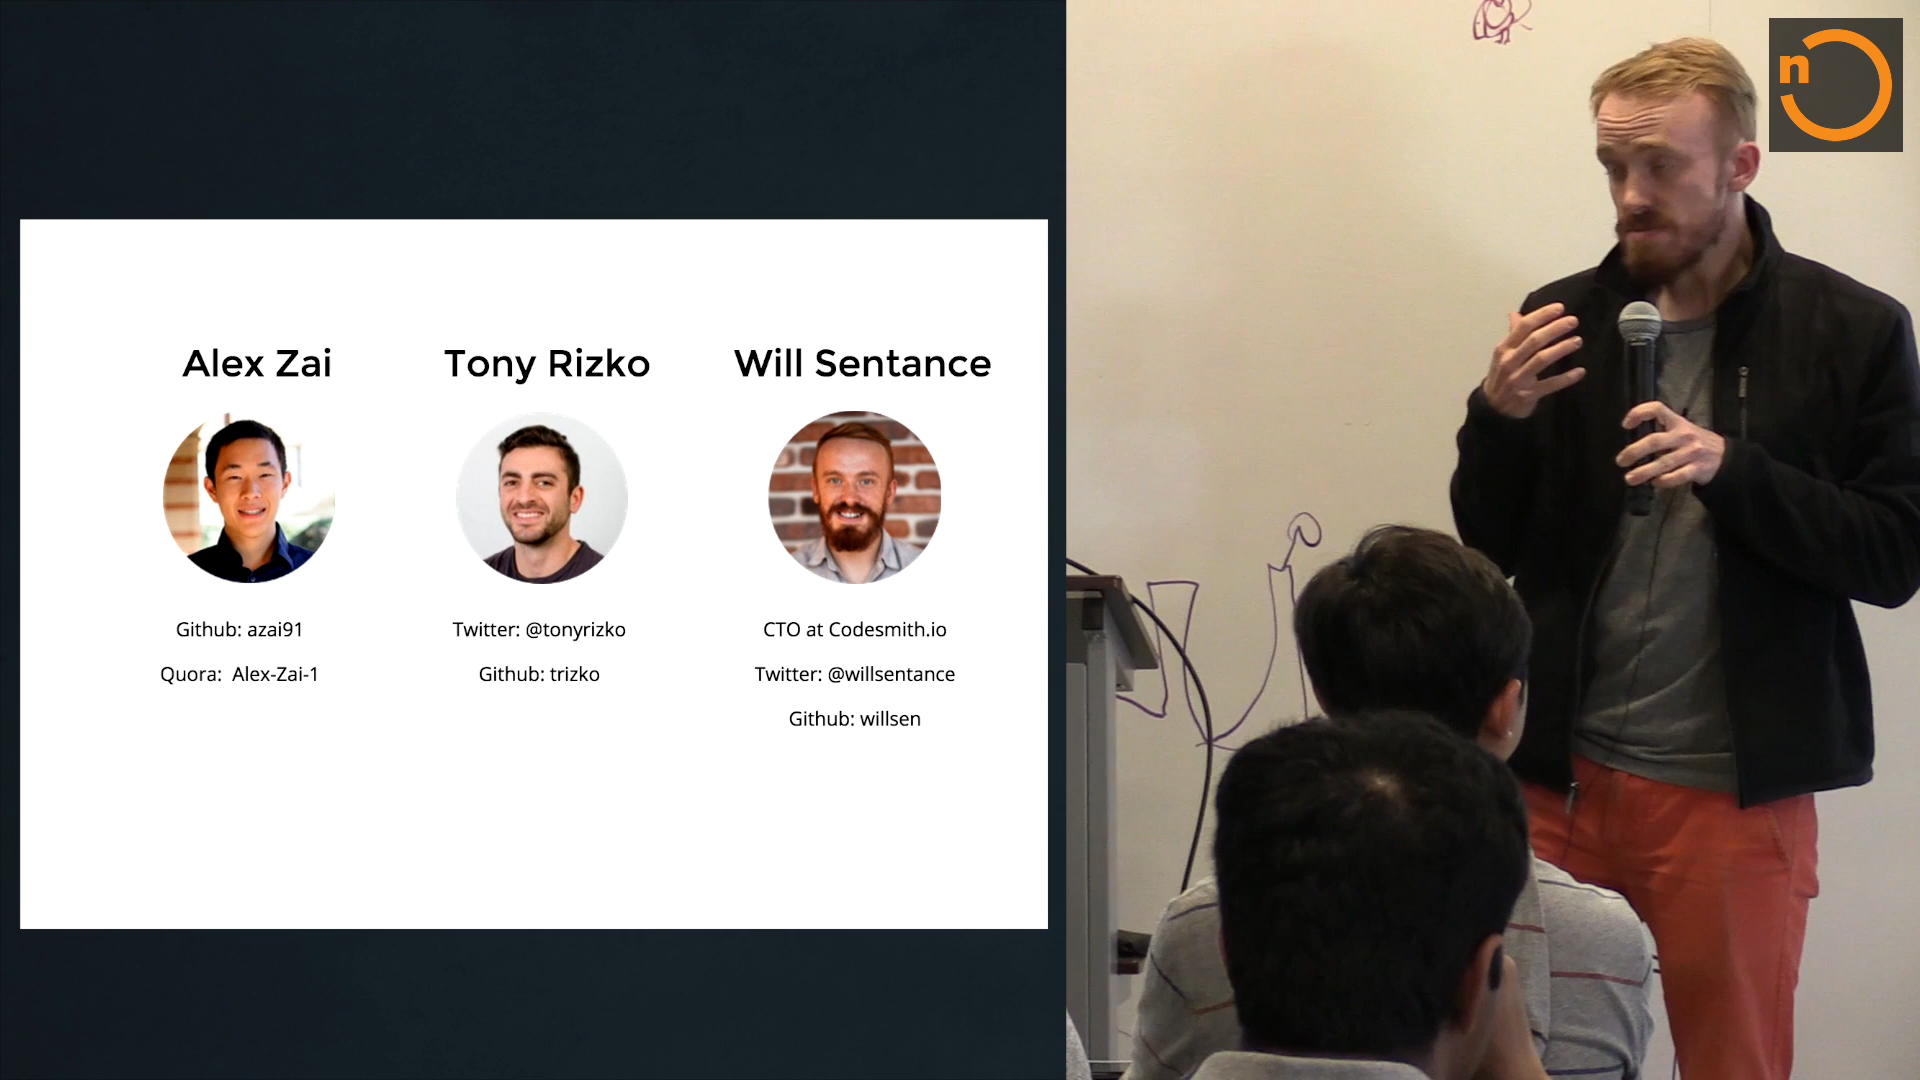 Alex Zai
Tony Rizko
Will Sentance
Github: azai91
Quora: Alex-Zai-1
Twitter: @tonyrizko
Github: trizko
CTO at Codesmith.io
Twitter: @willsentance
Github: willsen
n